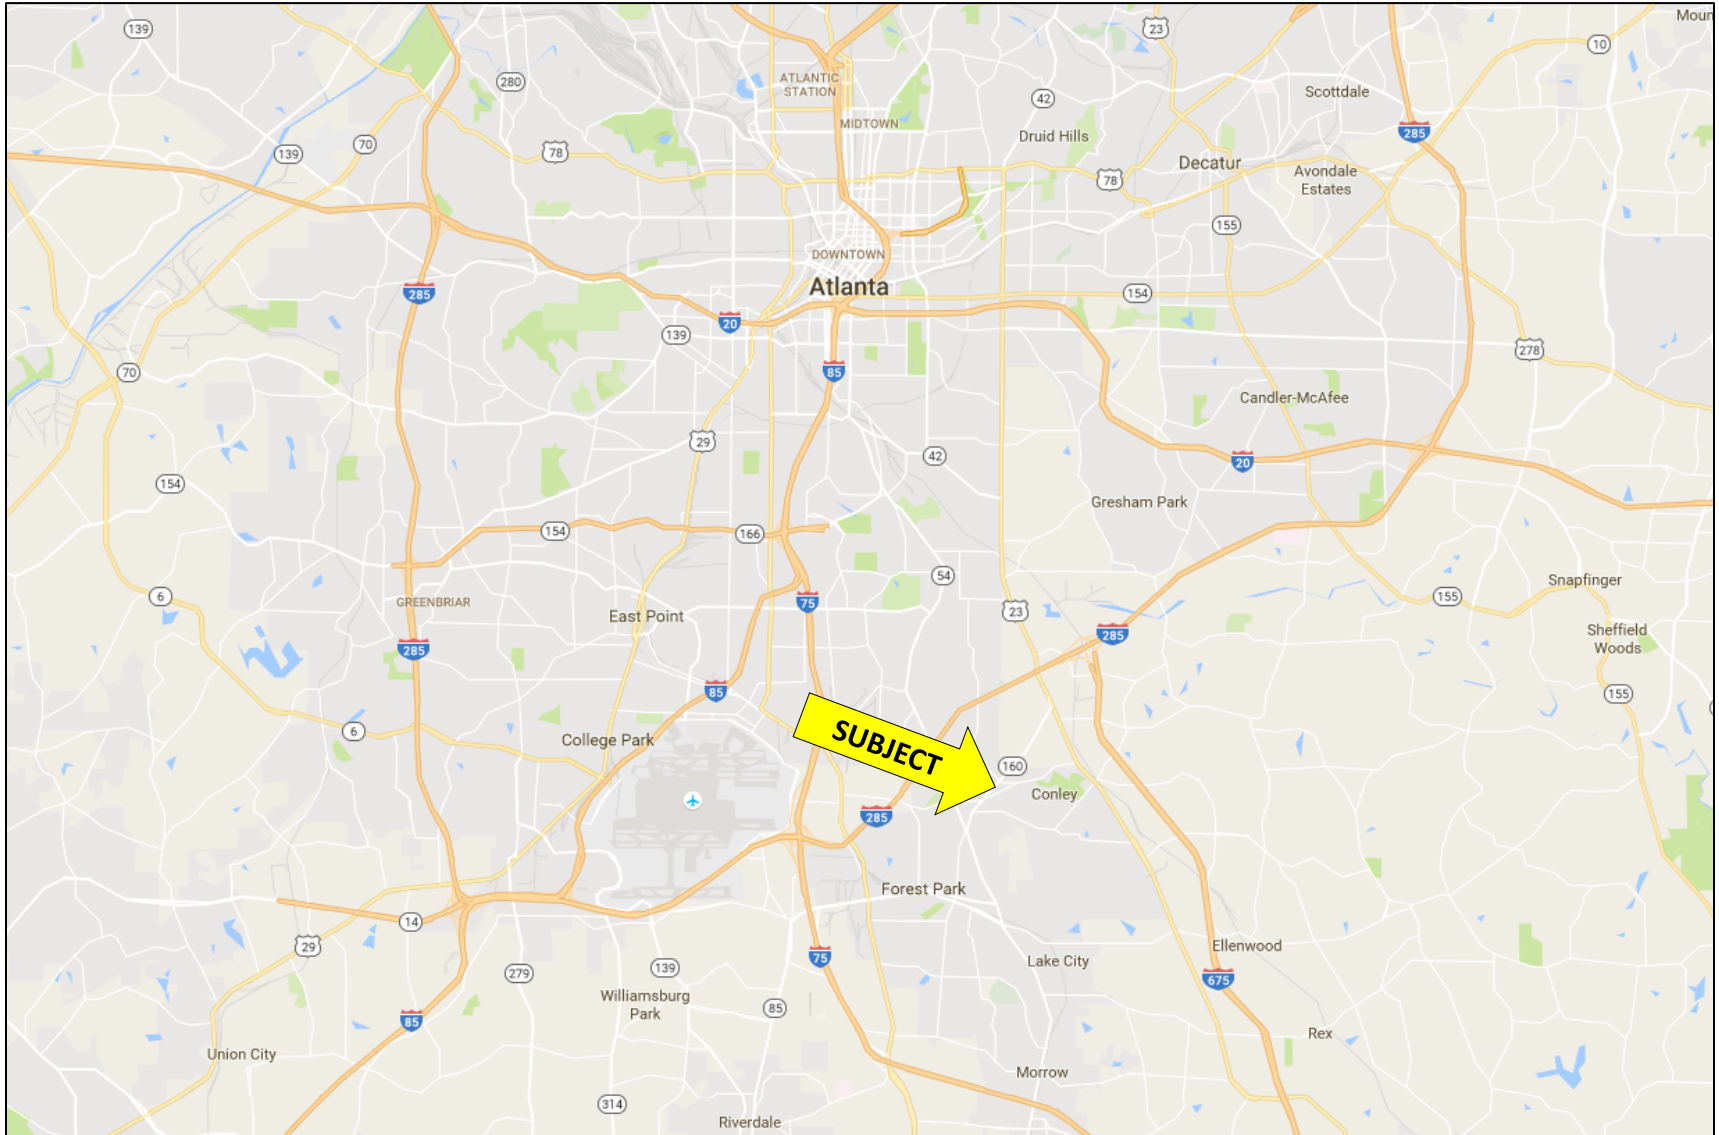 139
23
Moun
10
280
ATLANTIC
STATION
42
Scottdale
MIDTOWN
Druid Hills
285
139
70
78
78
Decatur
Avondale
Estates
155
DOWNTOWN
Atlanta
285
154
20
139
278
70
85
Candler-McAfee
29
42
20
154
Gresham Park
154
166
54
Snapfinger
6
GREENBRIAR
75
155
East Point
23
285
Sheffield
Woods
285
85
155
6
College Park
SUBJECT
160
Conley
285
Forest Park
14
29
Ellenwood
75
Lake City
279
139
675
Williamsburg
Park
85
85
Rex
Union City
Morrow
314
Riverdale